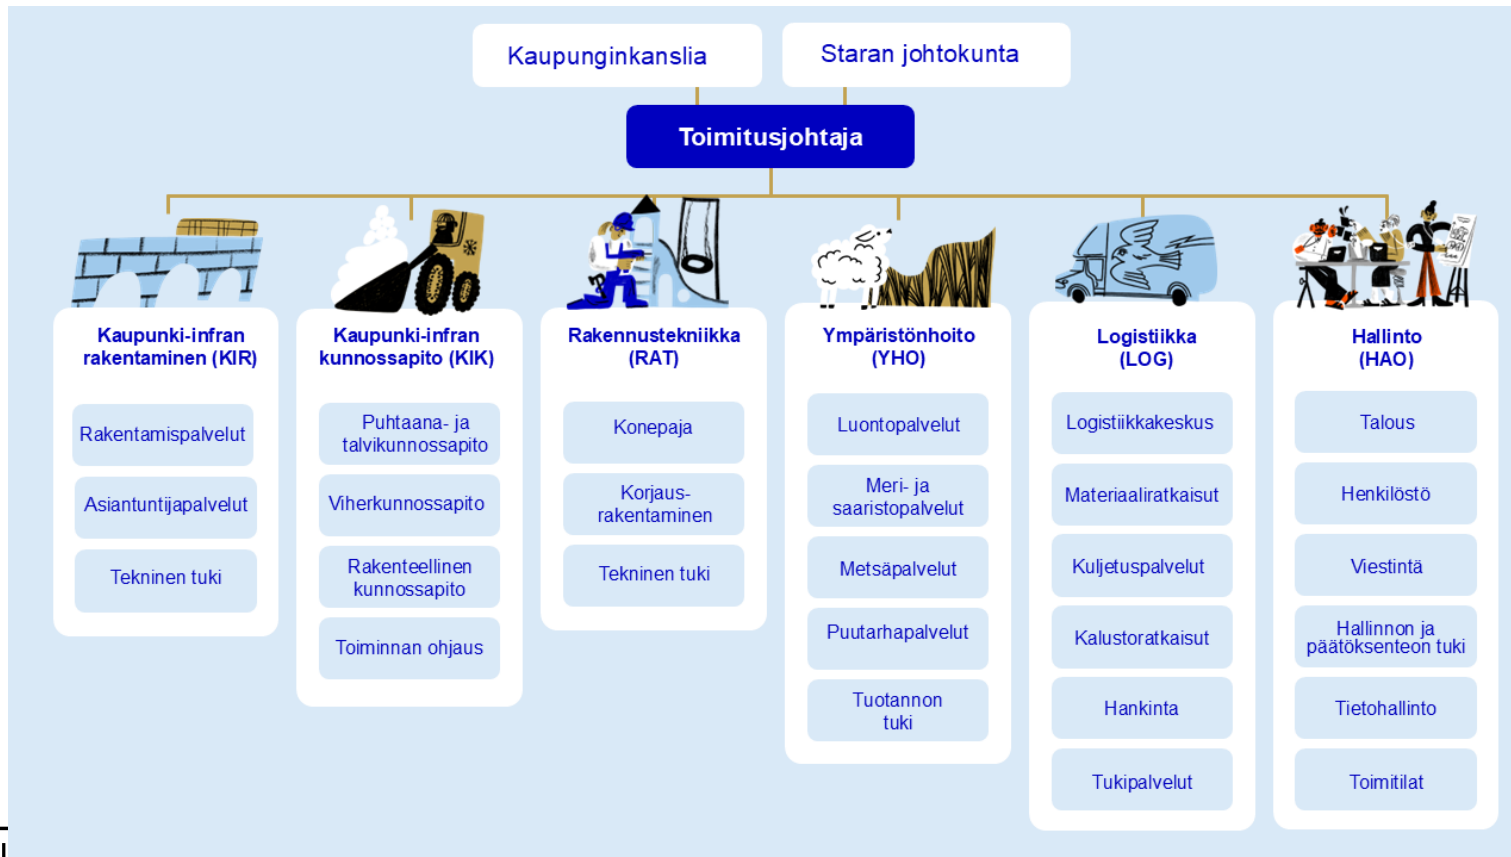 Kaupunginkanslia
Staran johtokunta
Toimitusjohtaja
Kaupunki-infran
rakentaminen (KIR)
Rakentamispalvelut
Asiantuntijapalvelut
Tekninen tuki
Kaupunki-infran
kunnossapito (KIK)
Puhtaana- ja
talvikunnossapito
Viherkunnossapito
Rakenteellinen
kunnossapito
Toiminnan ohjaus
Rakennustekniikka
(RAT)
Konepaja
Korjaus-
rakentaminen
Tekninen tuki
Ympäristönhoito
(YHO)
Luontopalvelut
Meri- ja
saaristopalvelut
Metsäpalvelut
Puutarhapalvelut
Tuotannon
tuki
Logistiikka
(LOG)
Logistiikkakeskus
Materiaaliratkaisut
Kuljetuspalvelut
Kalustoratkaisut
Hankinta
Tukipalvelut
Hallinto
(HAO)
Talous
Henkilöstö
Viestintä
Hallinnon ja
päätöksenteon tuki
Tietohallinto
Toimitilat